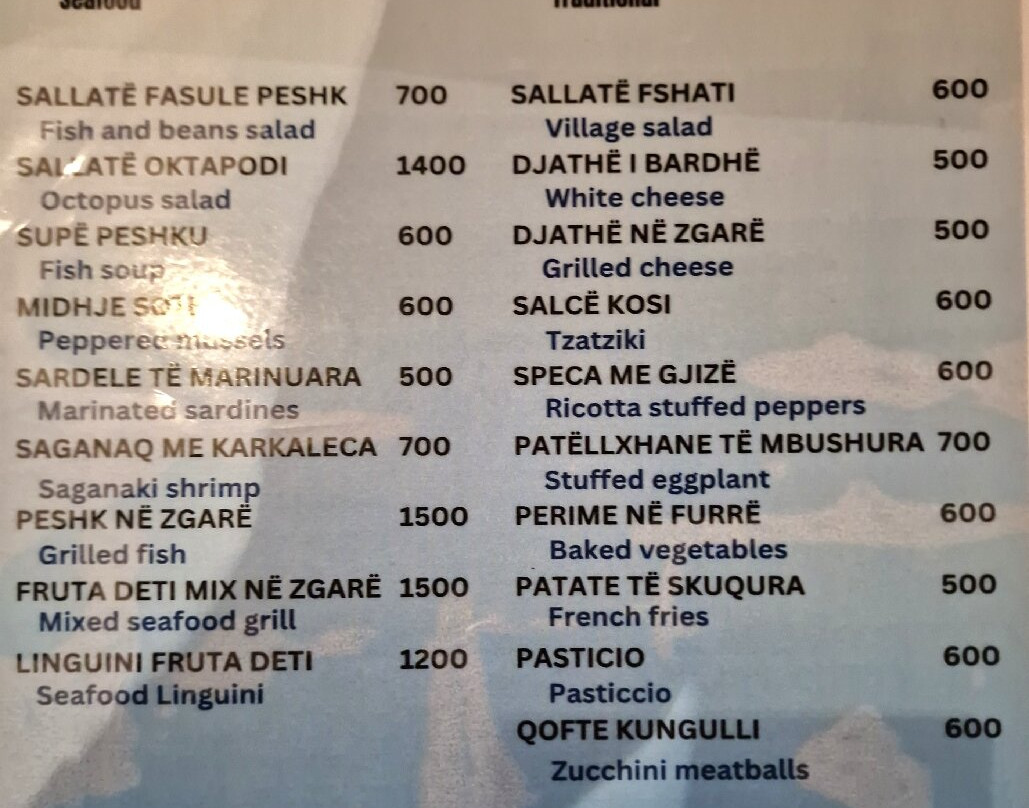 Seafood
SALLATË FASULE PESHK 700
Fish and beans salad
SALLATË OKTAPODI 1400
Octopus salad
SUPË PESHKU 600
Fish soup
MIDHJE 600
Peppered mussels
SARDELE TË MARINUARA 500
Marinated sardines
SAGANAQ ME KARKALECA 700
Saganaki shrimp
PESHK NË ZGARË 1500
Grilled fish
FRUTA DETI MIX NË ZGARË 1500
Mixed seafood grill
LINGUINI FRUTA DETI 1200
Seafood Linguini
Traditional
SALLATË FSHATI 600
Village salad
DJATHË I BARDHË 500
White cheese
DJATHË NË ZGARË 500
Grilled cheese
SALCË KOSI 600
Tzatziki
SPECA ME GJIZË 600
Ricotta stuffed peppers
PATËLLXHANE TË MBUSHURA 700
Stuffed eggplant
PERIME NË FURRË 600
Baked vegetables
PATATE TË SKUQURA 500
French fries
PASTICIO 600
Pasticcio
QOFTE KUNGULLI 600
Zucchini meatballs